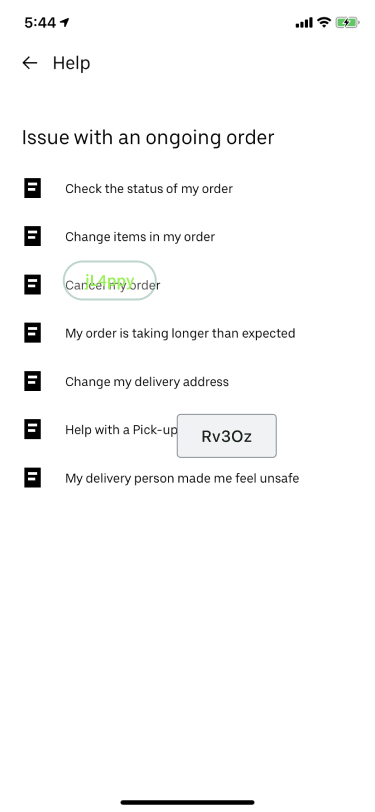 5:44
Help
Issue with an ongoing order
Check the status of my order
Change items in my order
Cancel my order
My order is taking longer than expected
Change my delivery address
Help with a Pick-up
Rv3Oz
My delivery person made me feel unsafe